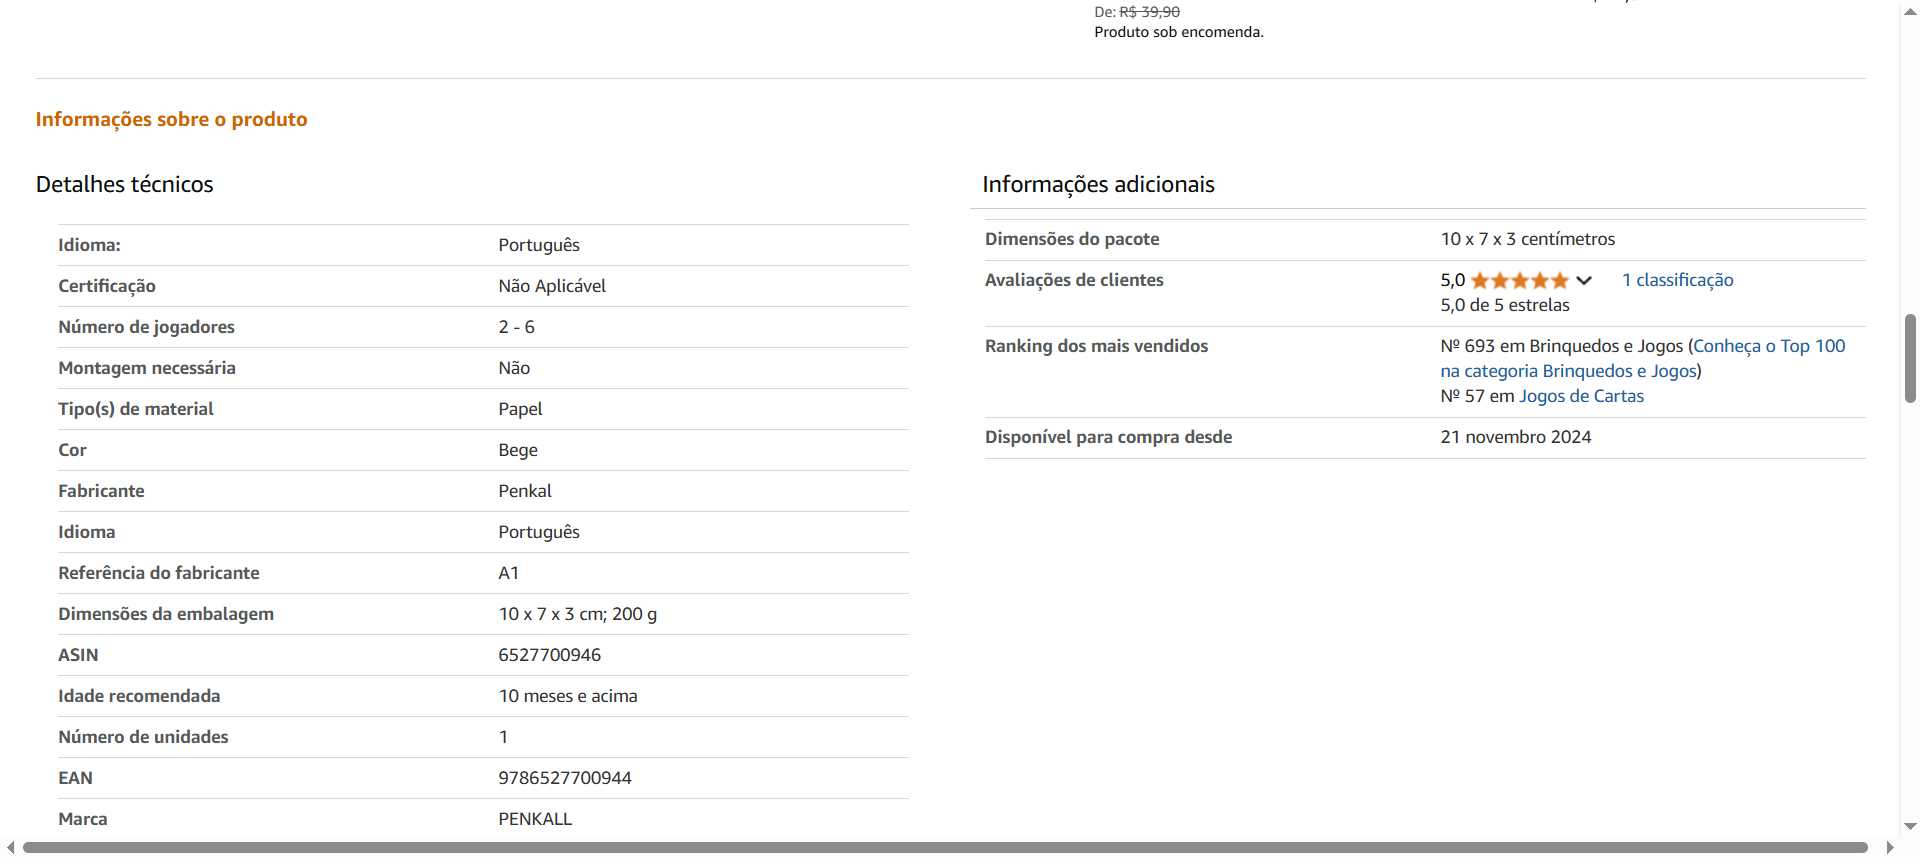 De: R$ 39,90
Produto sob encomenda.
Informações sobre o produto
Detalhes técnicos
Idioma: Português
Certificação Não Aplicável
Número de jogadores 2 - 6
Montagem necessária Não
Tipo(s) de material Papel
Cor Bege
Fabricante Penkal
Idioma Português
Referência do fabricante A1
Dimensões da embalagem 10 x 7 x 3 cm; 200 g
ASIN 6527700946
Idade recomendada 10 meses e acima
Número de unidades 1
EAN 9786527700944
Marca PENKALL
Informações adicionais
Dimensões do pacote 10 x 7 x 3 centímetros
Avaliações de clientes 5,0 1 classificação
5,0 de 5 estrelas
Ranking dos mais vendidos Nº 693 em Brinquedos e Jogos (Conheça o Top 100
na categoria Brinquedos e Jogos)
Nº 57 em Jogos de Cartas
Disponível para compra desde 21 novembro 2024